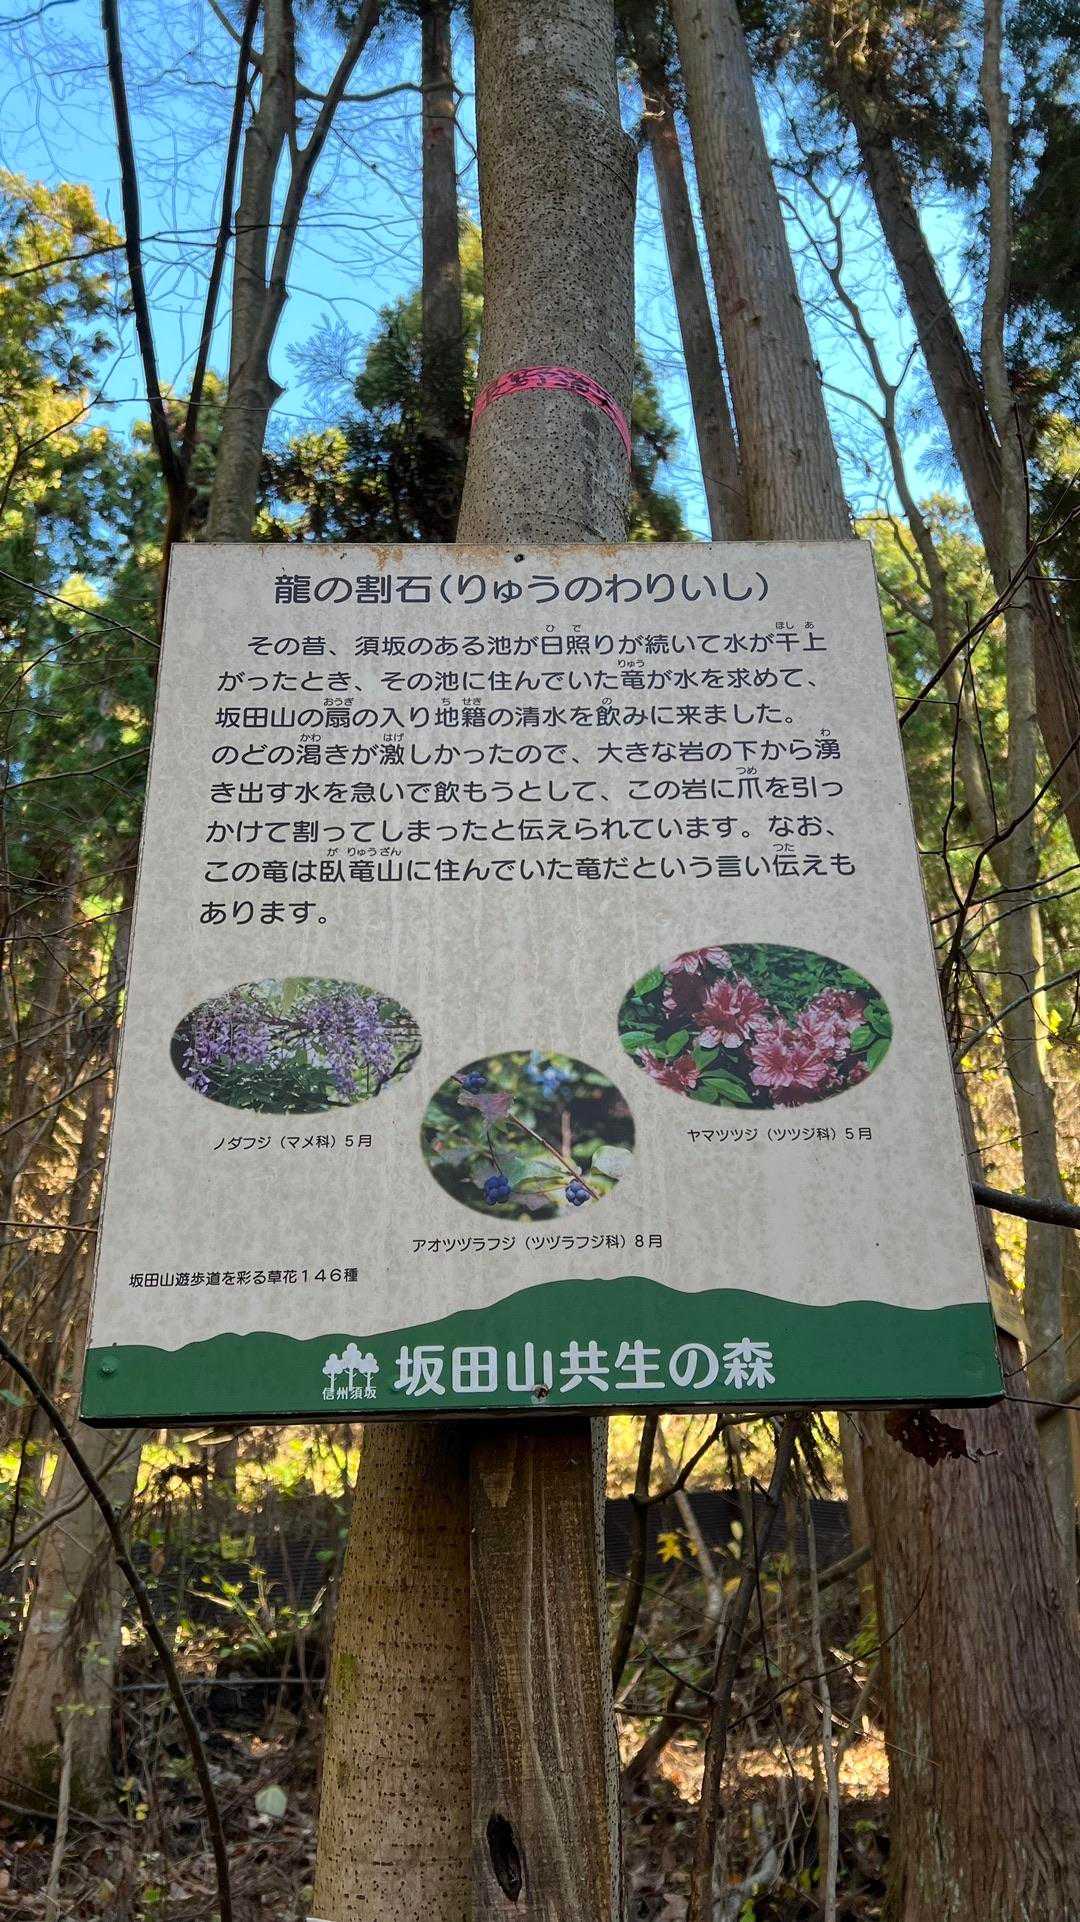 龍の割石(りゅうのわりいし)
その昔、須坂のある池が日照りが続いて水が干上
がったとき、その池に住んでいた竜が水を求めて、
坂田山の扇の入り地籍の清水を飲みに来ました。
のどの渇きが激しかったので、大きな岩の下から湧
き出す水を急いで飲もうとして、この岩に爪を引っ
かけて割ってしまったと伝えられています。なお、
この竜は臥竜山に住んでいた竜だという言い伝えも
あります。
ノダフジ(マメ科)5月
ヤマツツジ(ツツジ科)5月
アオツヅラフジ(ツヅラフジ科)8月
坂田山遊歩道を彩る草花146種
信州須坂
坂田山共生の森